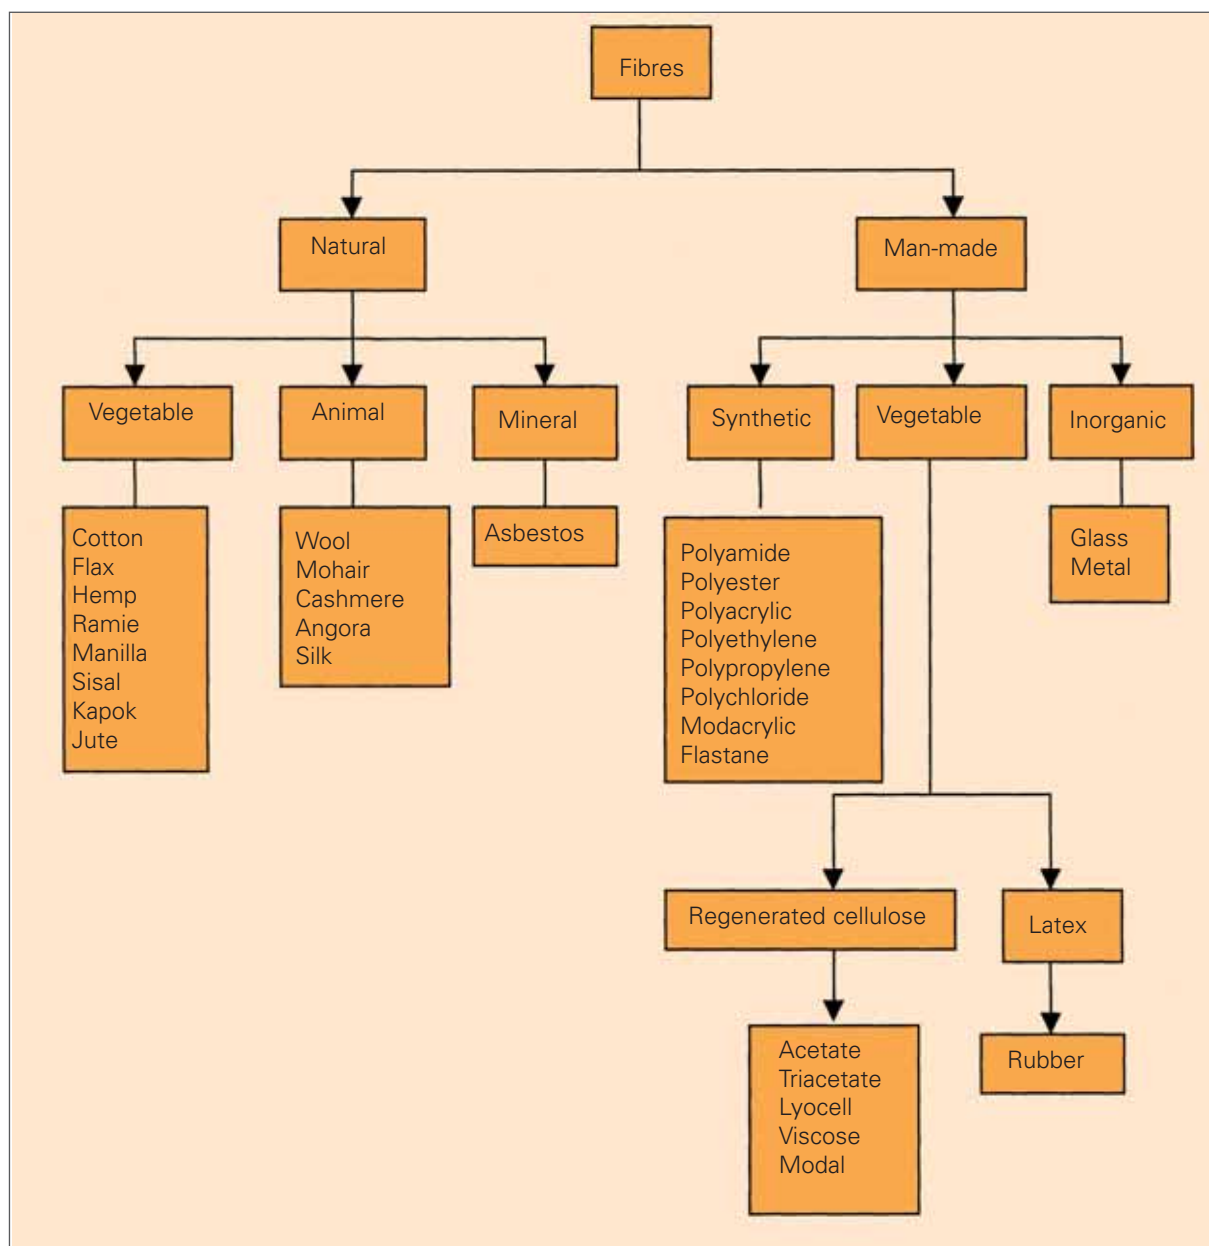 Fibres
Natural
Man-made
Vegetable
Animal
Mineral
Synthetic
Vegetable
Inorganic
Cotton
Flax
Hemp
Ramie
Manilla
Sisal
Kapok
Jute
Wool
Mohair
Cashmere
Angora
Silk
Asbestos
Polyamide
Polyester
Polyacrylic
Polyethylene
Polypropylene
Polychloride
Modacrylic
Flastane
Glass
Metal
Regenerated cellulose
Latex
Acetate
Triacetate
Lyocell
Viscose
Modal
Rubber